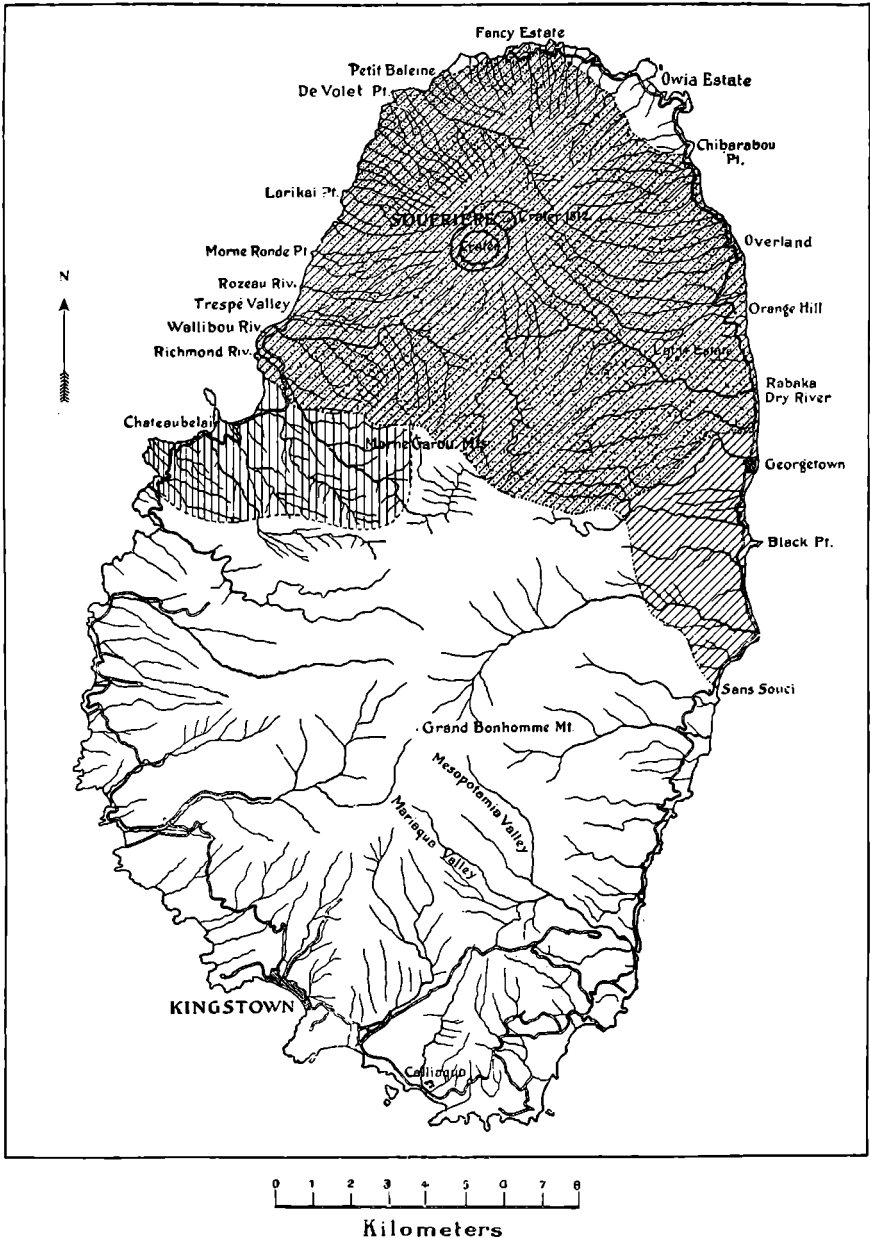 Fancy Estate
Petit Baleine
De Volet Pt.
Owia Estate
Chibarabou
Pt.
Larikai Pt.
SOUFRIERE
Crater 1812
Crater
Overland
Morne Ronde Pt.
N
Rozeau Riv.
Trespé Valley
Orange Hill
Wallibou Riv.
Richmond Riv.
Estate
Rabaka
Dry River
Chateaubelair
Morne Garou Mts.
Georgetown
Black Pt.
Sans Souci
Grand Bonhomme Mt.
Mesopotamia Valley
Mariaqua Valley
KINGSTOWN
Calliaqua
0 1 2 3 4 5 6 7 8
Kilometers